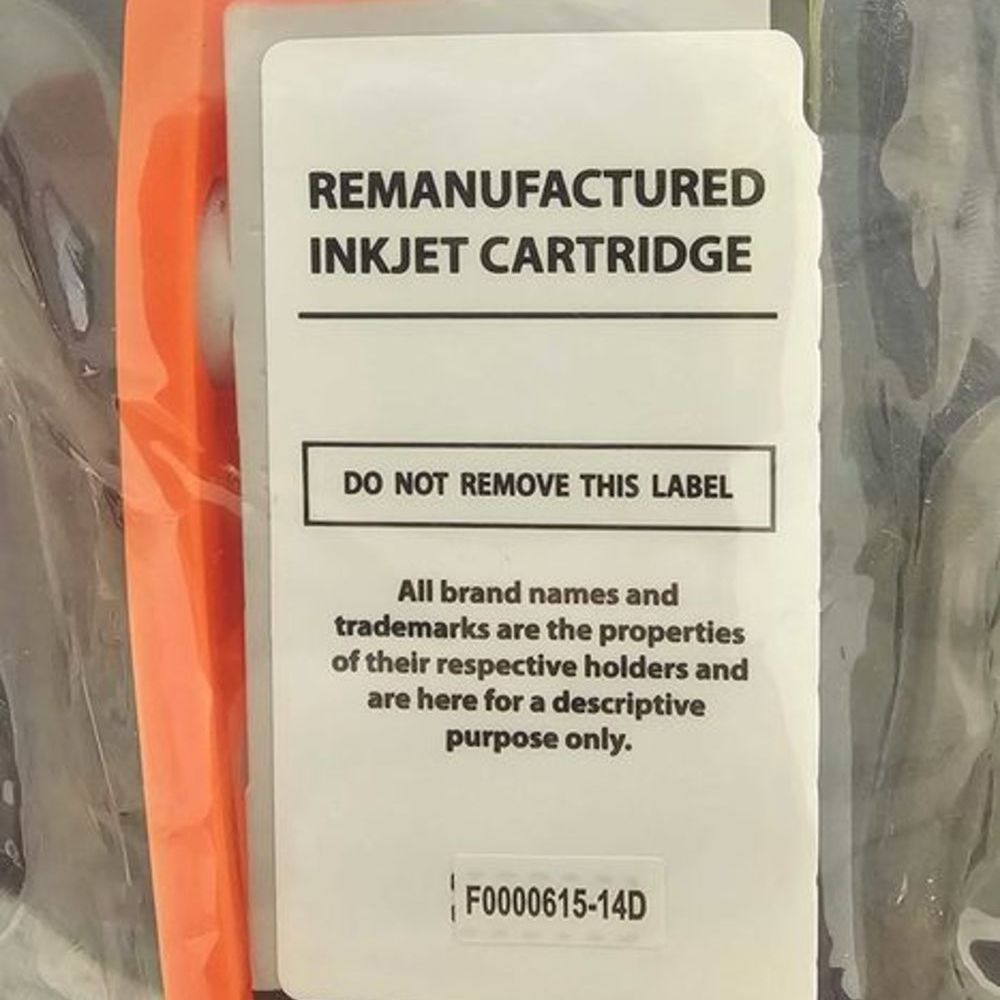 REMANUFACTURED
INKJET CARTRIDGE
DO NOT REMOVE THIS LABEL
All brand names and
trademarks are the properties
of their respective holders and
are here for a descriptive
purpose only.
F0000615-14D